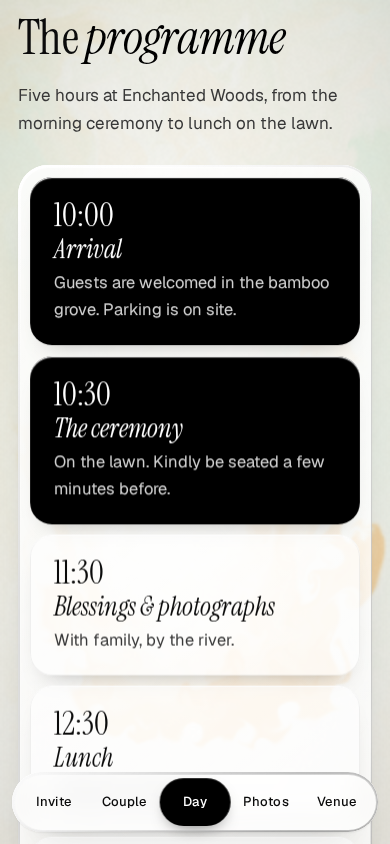 The programme
Five hours at Enchanted Woods, from the
morning ceremony to lunch on the lawn.
10:00
Arrival
Guests are welcomed in the bamboo
grove. Parking is on site.
10:30
The ceremony
On the lawn. Kindly be seated a few
minutes before.
11:30
Blessings & photographs
With family, by the river.
12:30
Lunch
Invite Couple Day Photos Venue